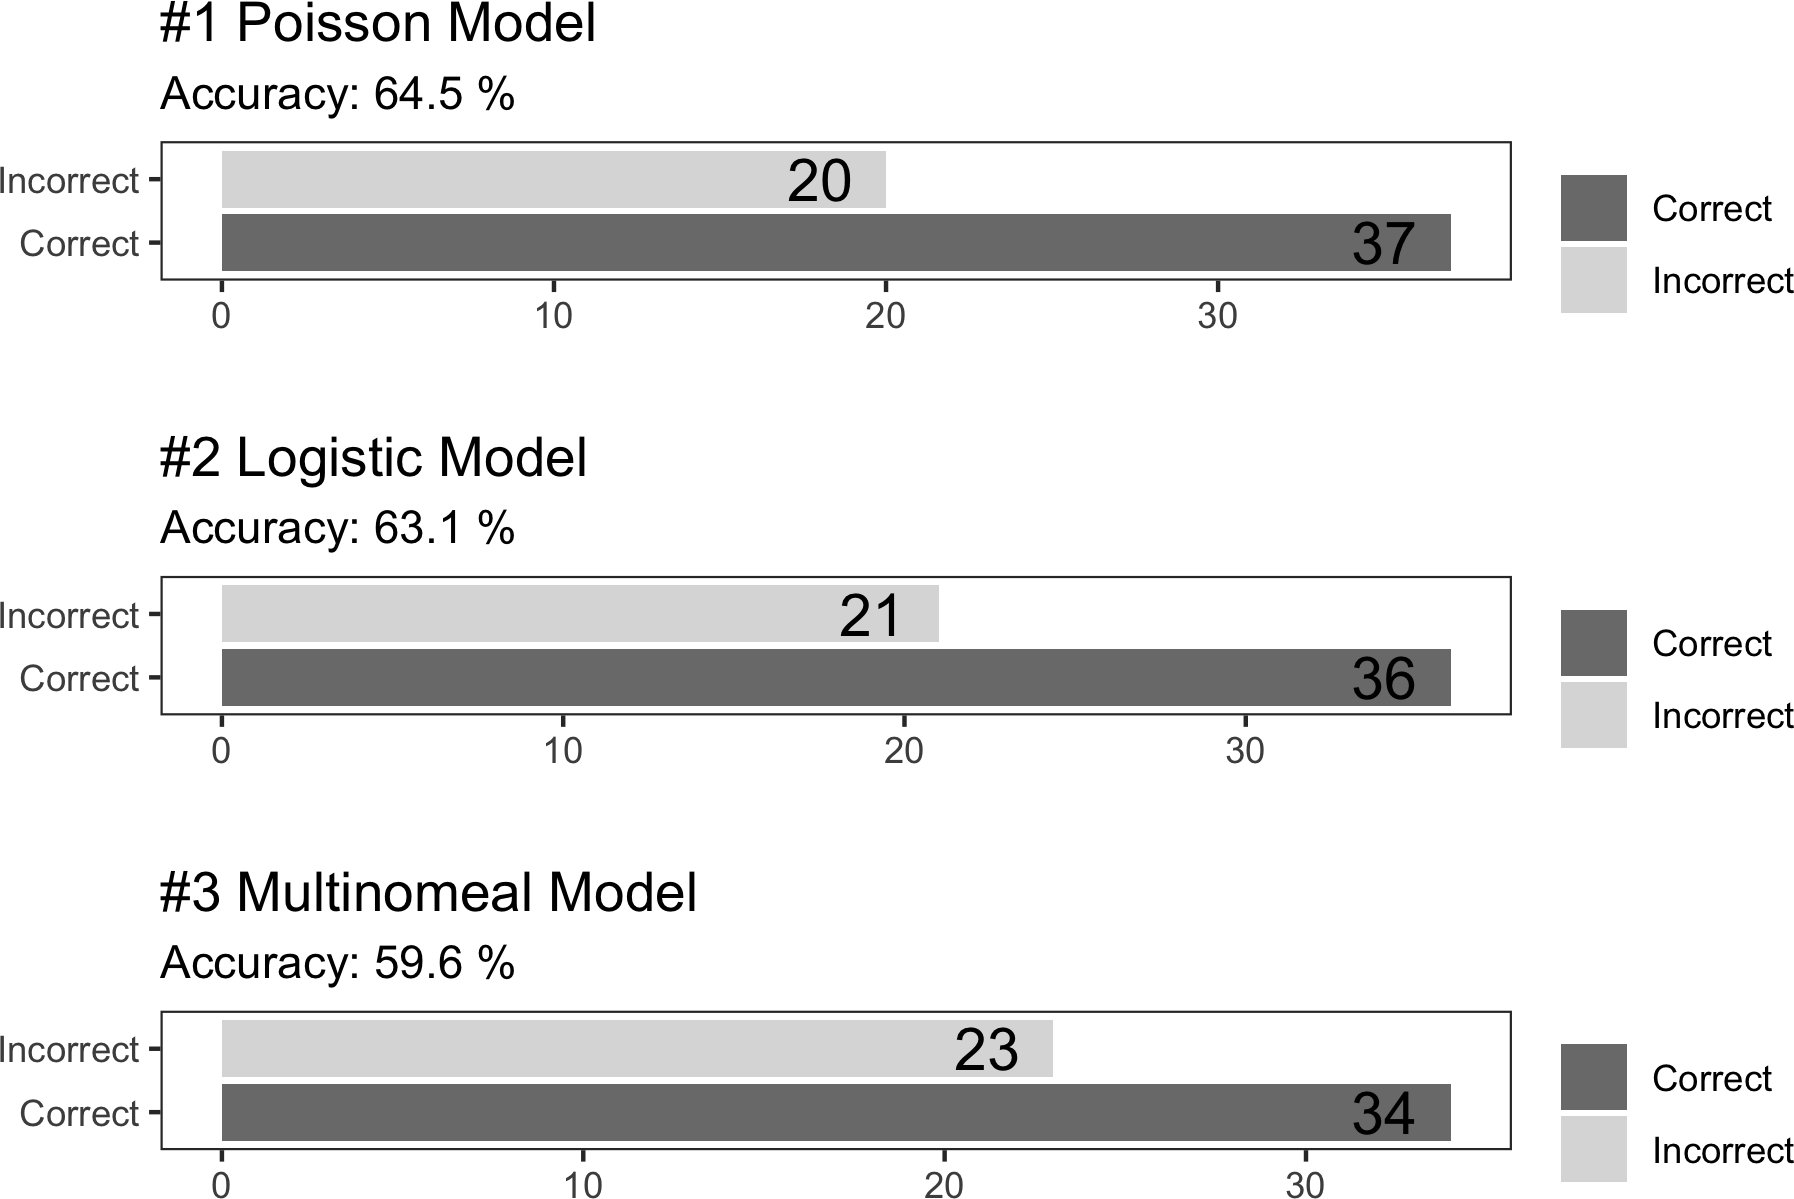 #1 Poisson Model
Accuracy: 64.5 %
Incorrect
20
Correct
37
0 10 20 30
Correct
Incorrect
#2 Logistic Model
Accuracy: 63.1 %
Incorrect
21
Correct
36
0 10 20 30
Correct
Incorrect
#3 Multinomeal Model
Accuracy: 59.6 %
Incorrect
23
Correct
34
0 10 20 30
Correct
Incorrect